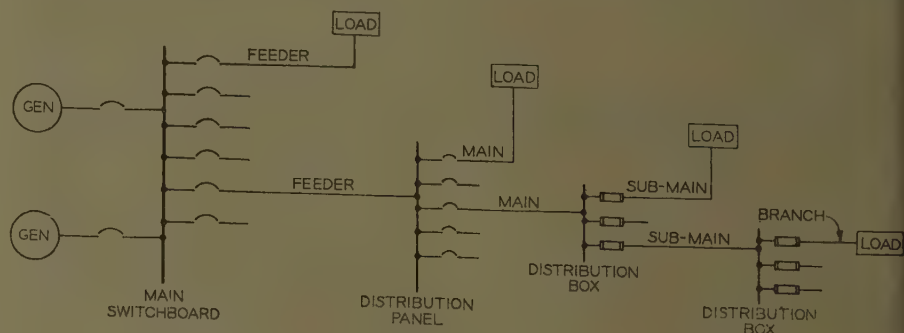 LOAD
FEEDER
GEN
LOAD
MAIN
LOAD
FEEDER
MAIN
SUB-MAIN
BRANCH
GEN
SUB-MAIN
LOAD
MAIN
SWITCHBOARD
DISTRIBUTION
PANEL
DISTRIBUTION
BOX
DISTRIBUTION
BOX